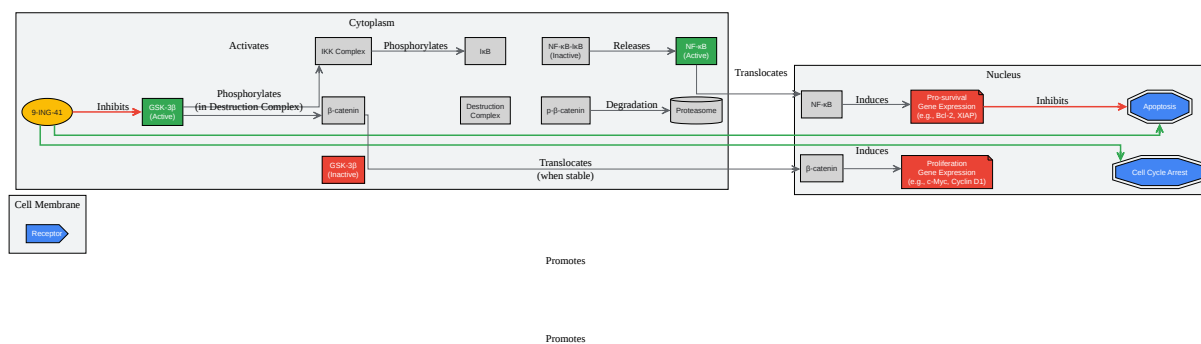 Cytoplasm
Activates
IKK Complex
Phosphorylates
IκB
NF-κB-IκB
(Inactive)
Releases
NF-κB
(Active)
Translocates
Nucleus
9-ING-41
Inhibits
GSK-3β
(Active)
Phosphorylates
(in Destruction Complex)
β-catenin
Destruction
Complex
p-β-catenin
Degradation
Proteasome
NF-κB
Induces
Pro-survival
Gene Expression
(e.g., Bcl-2, XIAP)
Inhibits
Apoptosis
GSK-3β
(Inactive)
Translocates
(when stable)
β-catenin
Induces
Proliferation
Gene Expression
(e.g., c-Myc, Cyclin D1)
Cell Cycle Arrest
Cell Membrane
Receptor
Promotes
Promotes